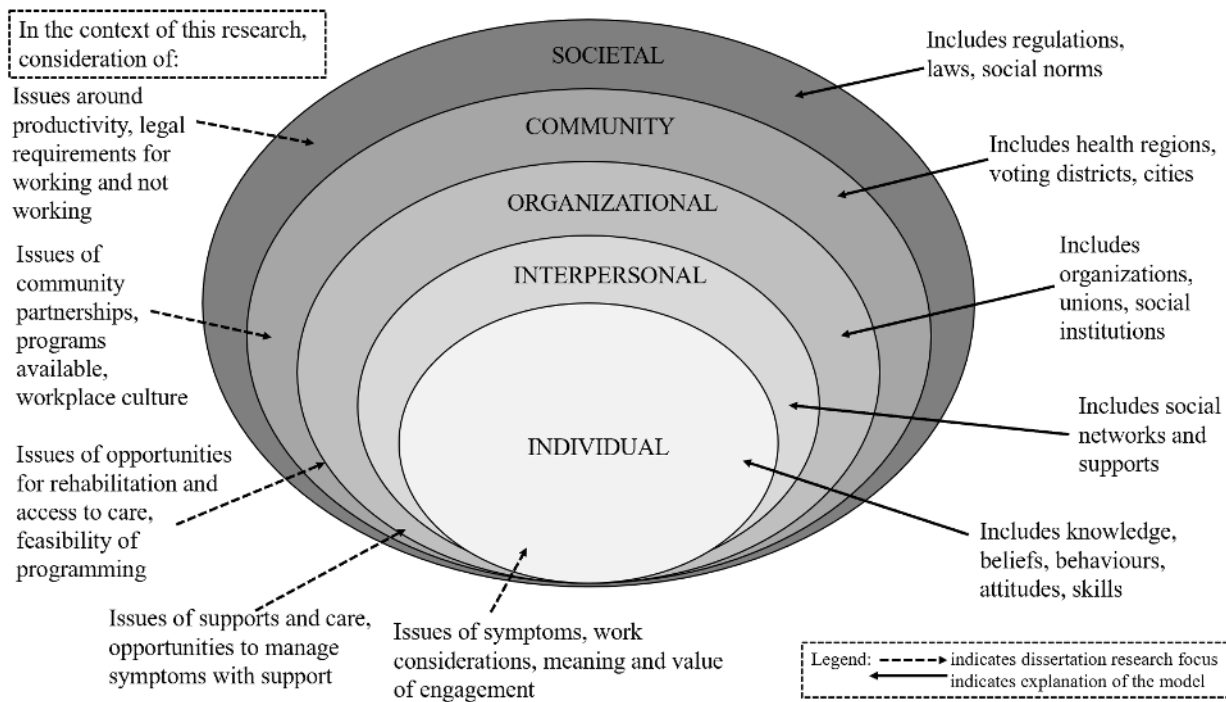 In the context of this research,
consideration of:
Issues around
productivity, legal
requirements for
working and not
working
Issues of
community
partnerships,
programs
available,
workplace culture
Issues of opportunities
for rehabilitation and
access to care,
feasibility of
programming
Issues of supports and care,
opportunities to manage
symptoms with support
Issues of symptoms, work
considerations, meaning and value
of engagement
SOCIETAL
COMMUNITY
ORGANIZATIONAL
INTERPERSONAL
INDIVIDUAL
Includes regulations,
laws, social norms
Includes health regions,
voting districts, cities
Includes
organizations,
unions, social
institutions
Includes social
networks and
supports
Includes knowledge,
beliefs, behaviours,
attitudes, skills
Legend: indicates dissertation research focus
indicates explanation of the model